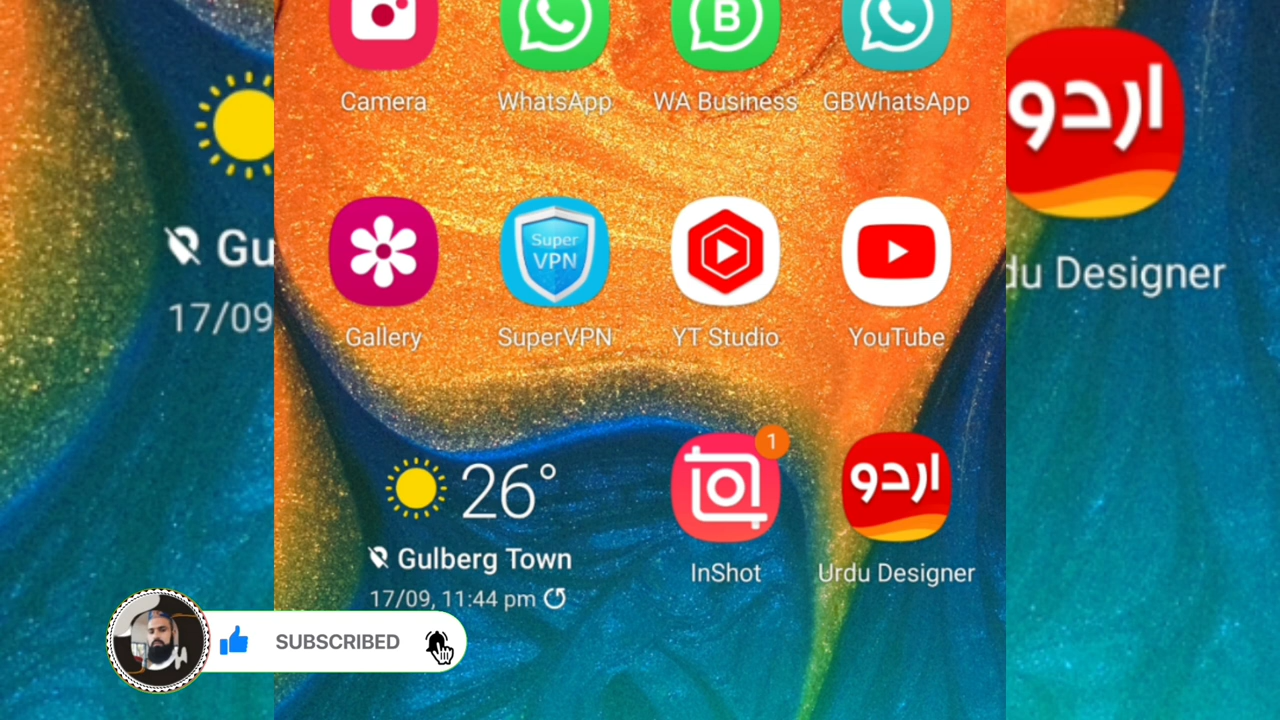 B
Camera
WhatsApp
WA Business
GBWhatsApp
اردو
Super
VPN
Gu
du Designer
17/09
Gallery
SuperVPN
YT Studio
YouTube
1
26°
اردو
Gulberg Town
InShot
Urdu Designer
17/09, 11:44 pm
SUBSCRIBED